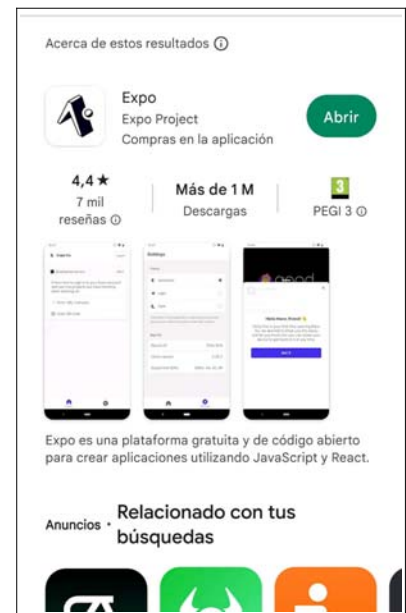 Acerca de estos resultados ⓘ
Expo
Expo Project
Compras en la aplicación
Abrir
4,4★
7 mil
reseñas ⓘ
Más de 1 M
Descargas
3
PEGI 3 ⓘ
Settings
Expo es una plataforma gratuita y de código abierto
para crear aplicaciones utilizando JavaScript y React.
Anuncios · Relacionado con tus
búsquedas